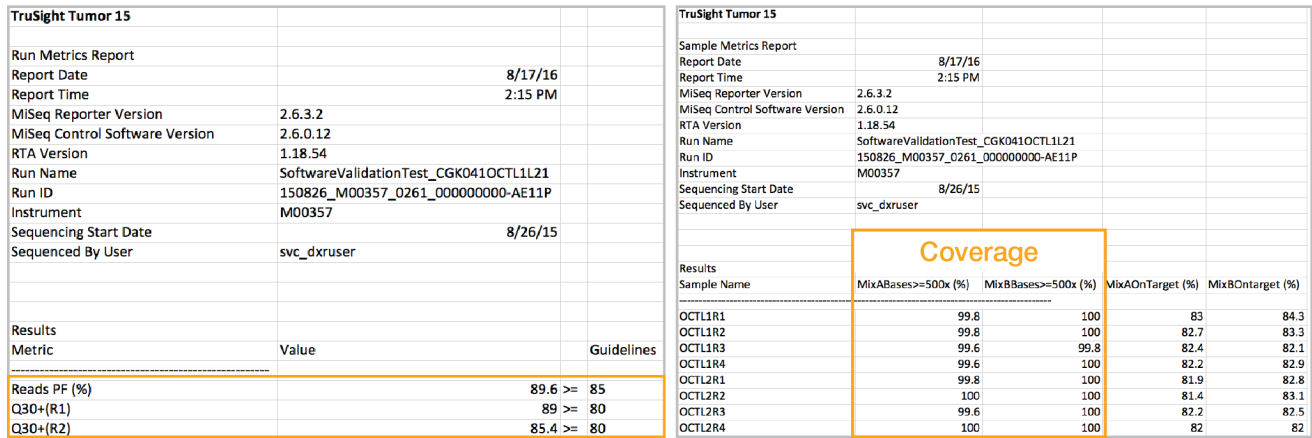 TruSight Tumor 15
Run Metrics Report
Report Date 8/17/16
Report Time 2:15 PM
MiSeq Reporter Version 2.6.3.2
MiSeq Control Software Version 2.6.0.12
RTA Version 1.18.54
Run Name SoftwareValidationTest_CGK041OCTL1L21
Run ID 150826_M00357_0261_000000000-AE11P
Instrument M00357
Sequencing Start Date 8/26/15
Sequenced By User svc_dxruser
Results
Metric Value Guidelines
Reads PF (%) 89.6 >= 85
Q30+(R1) 89 >= 80
Q30+(R2) 85.4 >= 80
TruSight Tumor 15
Sample Metrics Report
Report Date 8/17/16
Report Time 2:15 PM
MiSeq Reporter Version 2.6.3.2
MiSeq Control Software Version 2.6.0.12
RTA Version 1.18.54
Run Name SoftwareValidationTest_CGK041OCTL1L21
Run ID 150826_M00357_0261_000000000-AE11P
Instrument M00357
Sequencing Start Date 8/26/15
Sequenced By User svc_dxruser
Coverage
Results
Sample Name MixABases>=500x (%) MixBBases>=500x (%) MixAOnTarget (%) MixBOntarget (%)
OCTL1R1 99.8 100 83 84.3
OCTL1R2 99.8 100 82.7 83.3
OCTL1R3 99.6 99.8 82.4 82.1
OCTL1R4 99.6 100 82.2 82.9
OCTL2R1 99.8 100 81.9 82.8
OCTL2R2 100 100 81.4 83.1
OCTL2R3 99.6 100 82.2 82.5
OCTL2R4 100 100 82 82